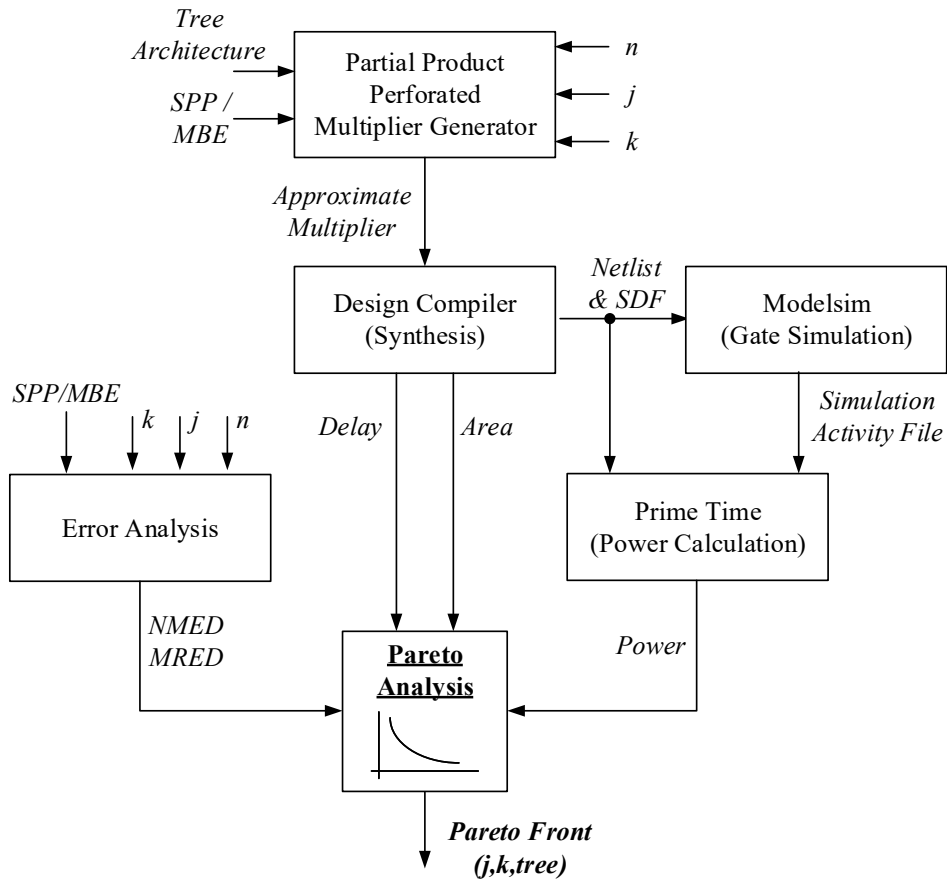 Tree
Architecture
SPP /
MBE
Partial Product
Perforated
Multiplier Generator
n
j
k
Approximate
Multiplier
Design Compiler
(Synthesis)
Netlist
& SDF
Modelsim
(Gate Simulation)
SPP/MBE
k
j
n
Delay
Area
Simulation
Activity File
Error Analysis
Prime Time
(Power Calculation)
NMED
MRED
Pareto
Analysis
Power
Pareto Front
(j,k,tree)